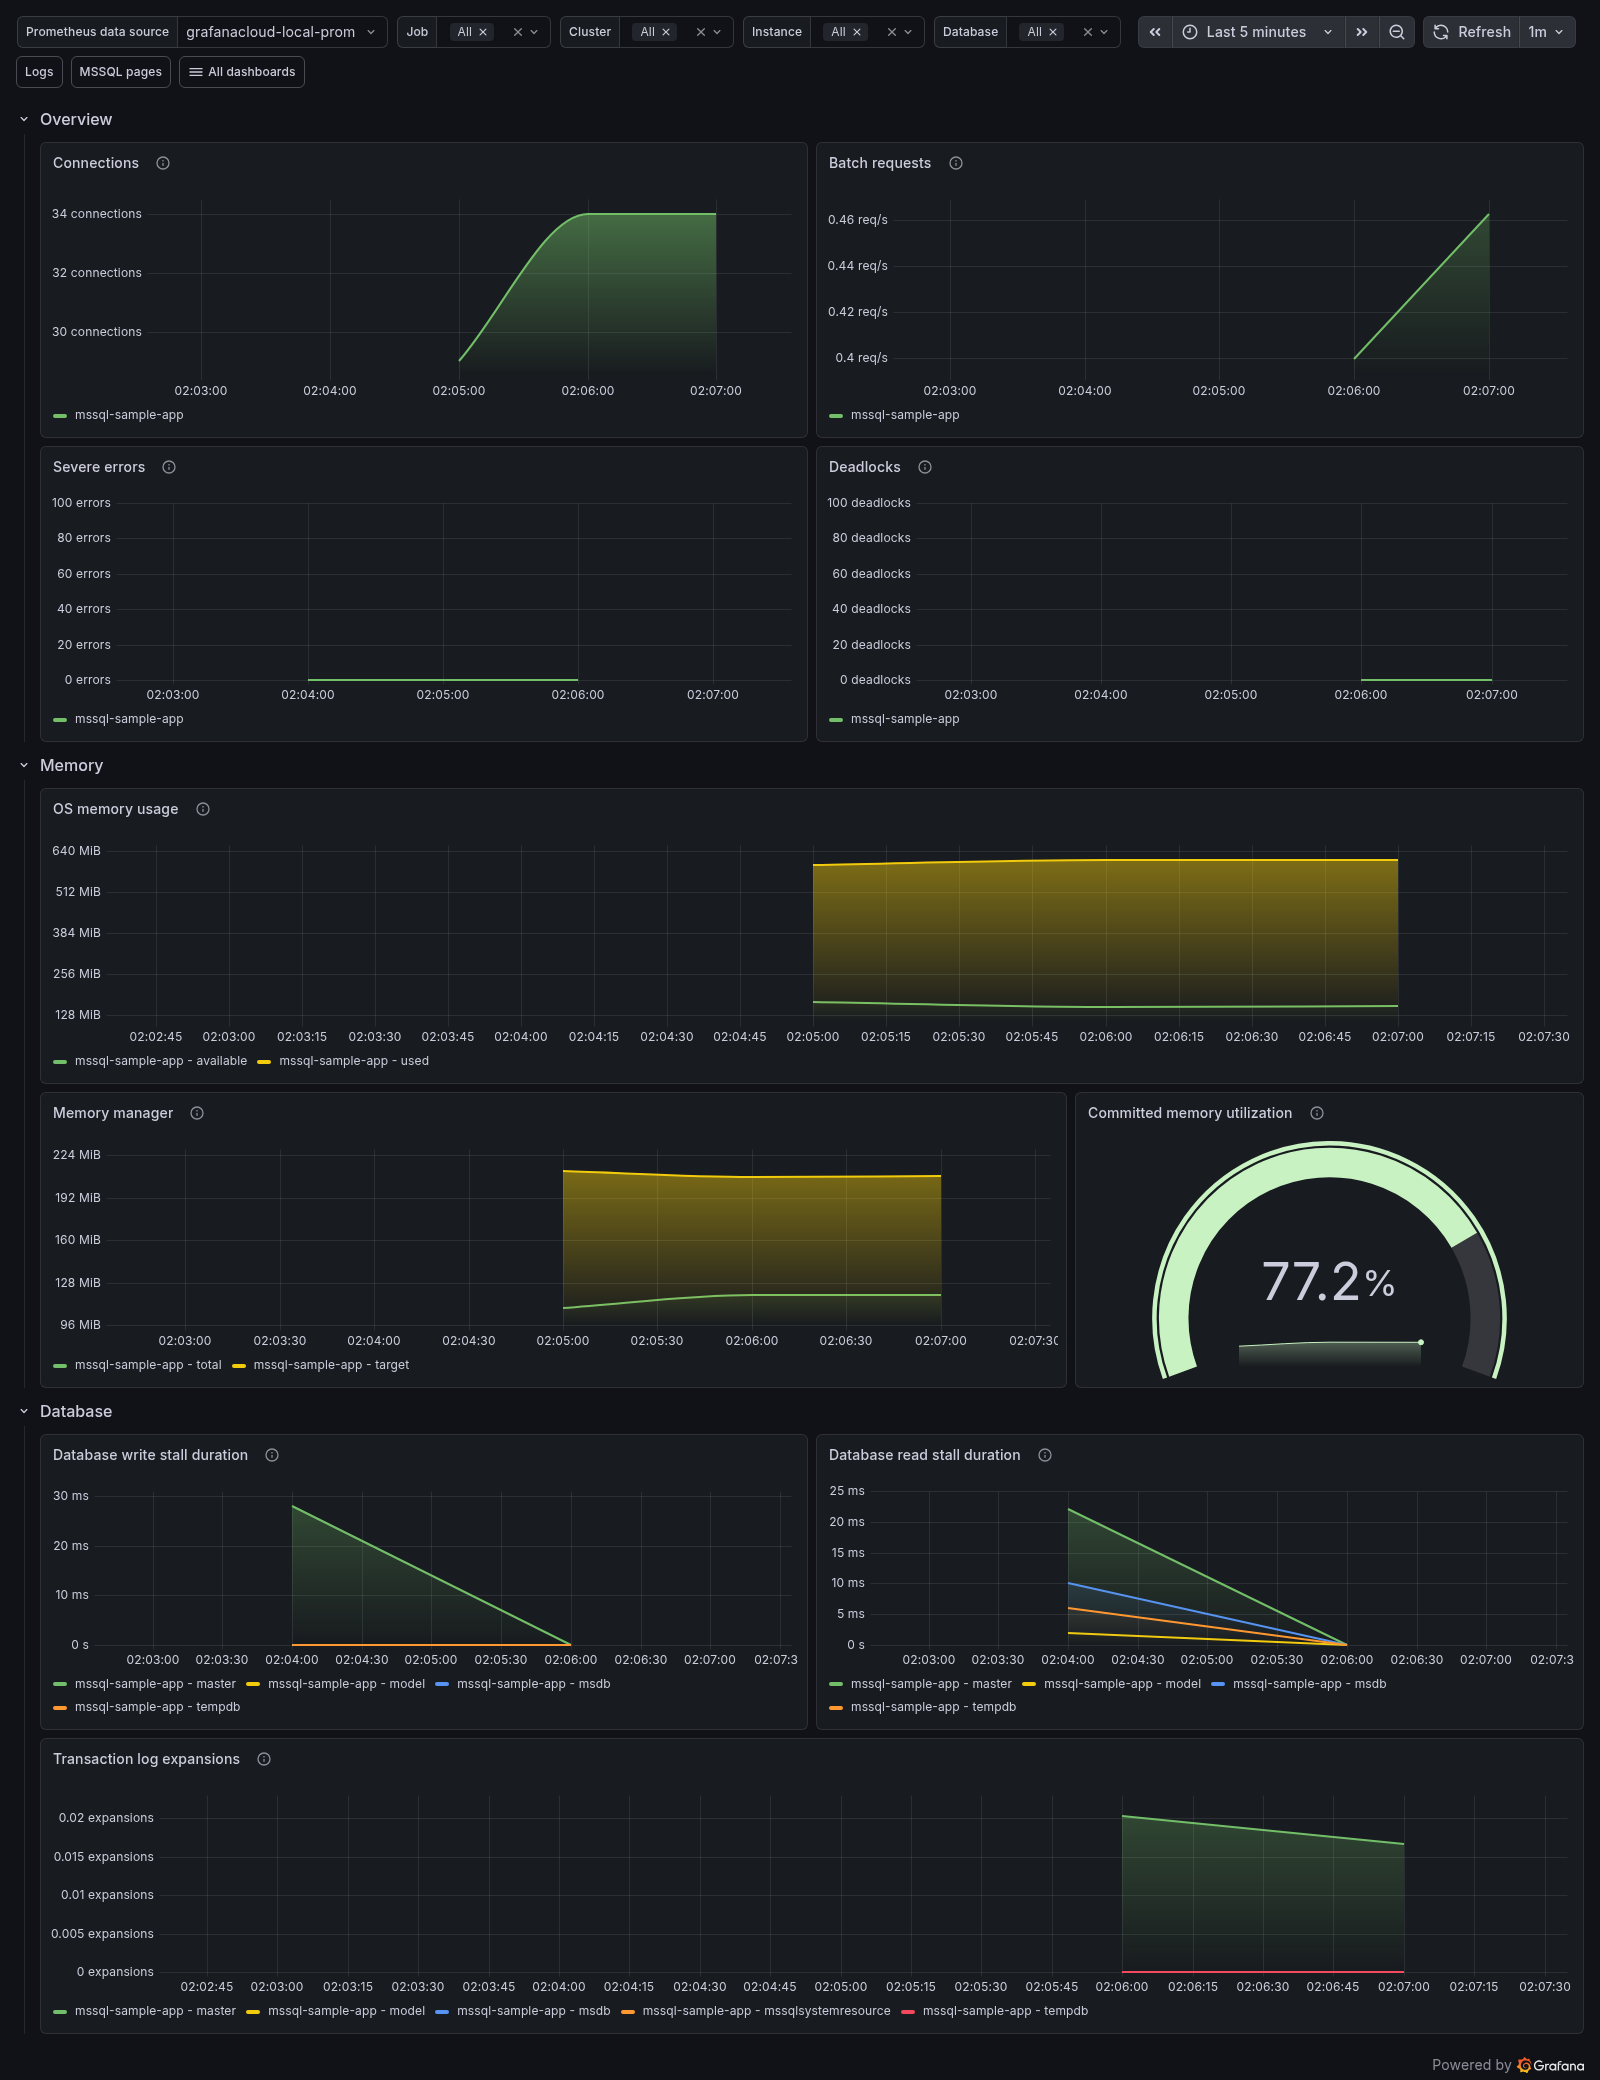 Prometheus data source grafanacloud-local-prom Job All Cluster All Instance All Database All Last 5 minutes Refresh 1m
Logs MSSQL pages All dashboards
Overview
Connections
34 connections
32 connections
30 connections
02:03:00 02:04:00 02:05:00 02:06:00 02:07:00
mssql-sample-app
Batch requests
0.46 req/s
0.44 req/s
0.42 req/s
0.4 req/s
02:03:00 02:04:00 02:05:00 02:06:00 02:07:00
mssql-sample-app
Severe errors
100 errors
80 errors
60 errors
40 errors
20 errors
0 errors
02:03:00 02:04:00 02:05:00 02:06:00 02:07:00
mssql-sample-app
Deadlocks
100 deadlocks
80 deadlocks
60 deadlocks
40 deadlocks
20 deadlocks
0 deadlocks
02:03:00 02:04:00 02:05:00 02:06:00 02:07:00
mssql-sample-app
Memory
OS memory usage
640 MiB
512 MiB
384 MiB
256 MiB
128 MiB
02:02:45 02:03:00 02:03:15 02:03:30 02:03:45 02:04:00 02:04:15 02:04:30 02:04:45 02:05:00 02:05:15 02:05:30 02:05:45 02:06:00 02:06:15 02:06:30 02:06:45 02:07:00 02:07:15 02:07:30
mssql-sample-app - available mssql-sample-app - used
Memory manager
224 MiB
192 MiB
160 MiB
128 MiB
96 MiB
02:03:00 02:03:30 02:04:00 02:04:30 02:05:00 02:05:30 02:06:00 02:06:30 02:07:00 02:07:30
mssql-sample-app - total mssql-sample-app - target
Committed memory utilization
77.2%
Database
Database write stall duration
30 ms
20 ms
10 ms
0 s
02:03:00 02:03:30 02:04:00 02:04:30 02:05:00 02:05:30 02:06:00 02:06:30 02:07:00 02:07:3
mssql-sample-app - master mssql-sample-app - model mssql-sample-app - msdb
mssql-sample-app - tempdb
Database read stall duration
25 ms
20 ms
15 ms
10 ms
5 ms
0 s
02:03:00 02:03:30 02:04:00 02:04:30 02:05:00 02:05:30 02:06:00 02:06:30 02:07:00 02:07:3
mssql-sample-app - master mssql-sample-app - model mssql-sample-app - msdb
mssql-sample-app - tempdb
Transaction log expansions
0.02 expansions
0.015 expansions
0.01 expansions
0.005 expansions
0 expansions
02:02:45 02:03:00 02:03:15 02:03:30 02:03:45 02:04:00 02:04:15 02:04:30 02:04:45 02:05:00 02:05:15 02:05:30 02:05:45 02:06:00 02:06:15 02:06:30 02:06:45 02:07:00 02:07:15 02:07:30
mssql-sample-app - master mssql-sample-app - model mssql-sample-app - msdb mssql-sample-app - mssqlsystemresource mssql-sample-app - tempdb
Powered by Grafana